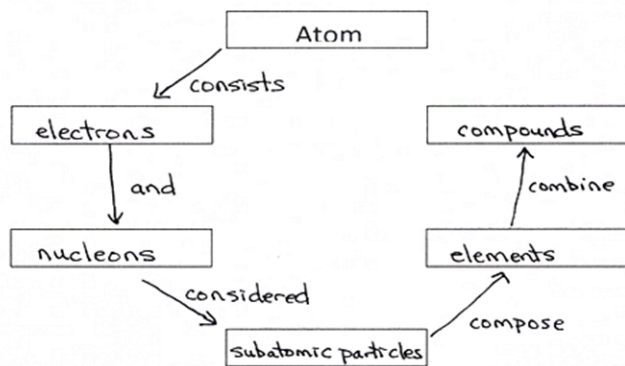 Atom
consists
electrons
compounds
and
combine
nucleons
elements
considered
compose
subatomic particles